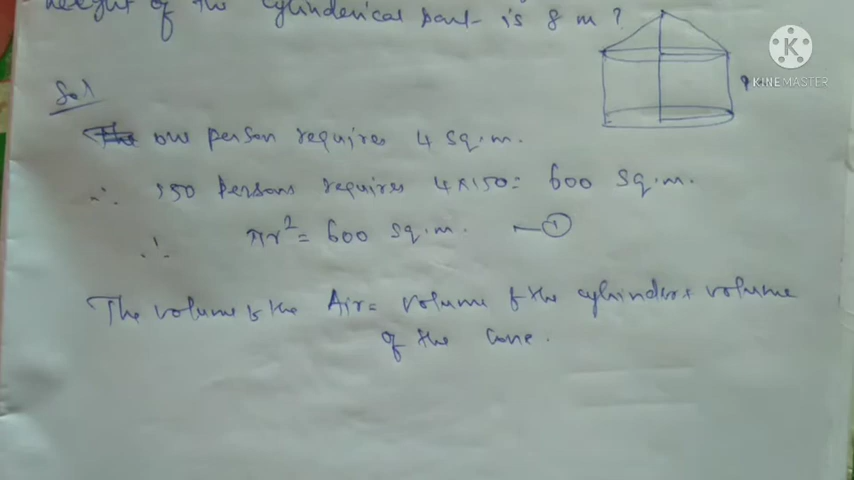 height of the cylinderical part is 8 m ?
K
KINEMASTER
Sol
one person requires 4 sq.m.
∴ 150 persons requires 4×150= 600 sq.m.
∴ πr²= 600 sq.m. —①
The volume of the Air= volume of the cylinder+ volume
of the cone.